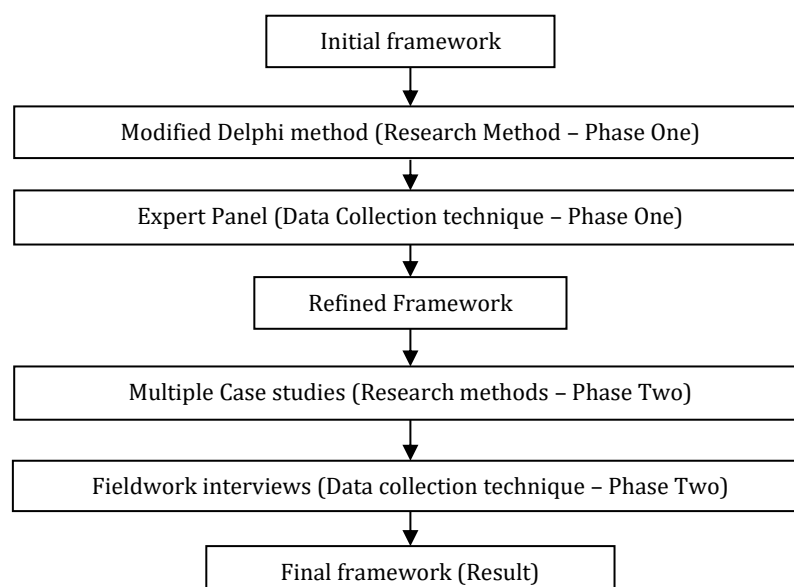 Initial framework
Modified Delphi method (Research Method – Phase One)
Expert Panel (Data Collection technique – Phase One)
Refined Framework
Multiple Case studies (Research methods – Phase Two)
Fieldwork interviews (Data collection technique – Phase Two)
Final framework (Result)